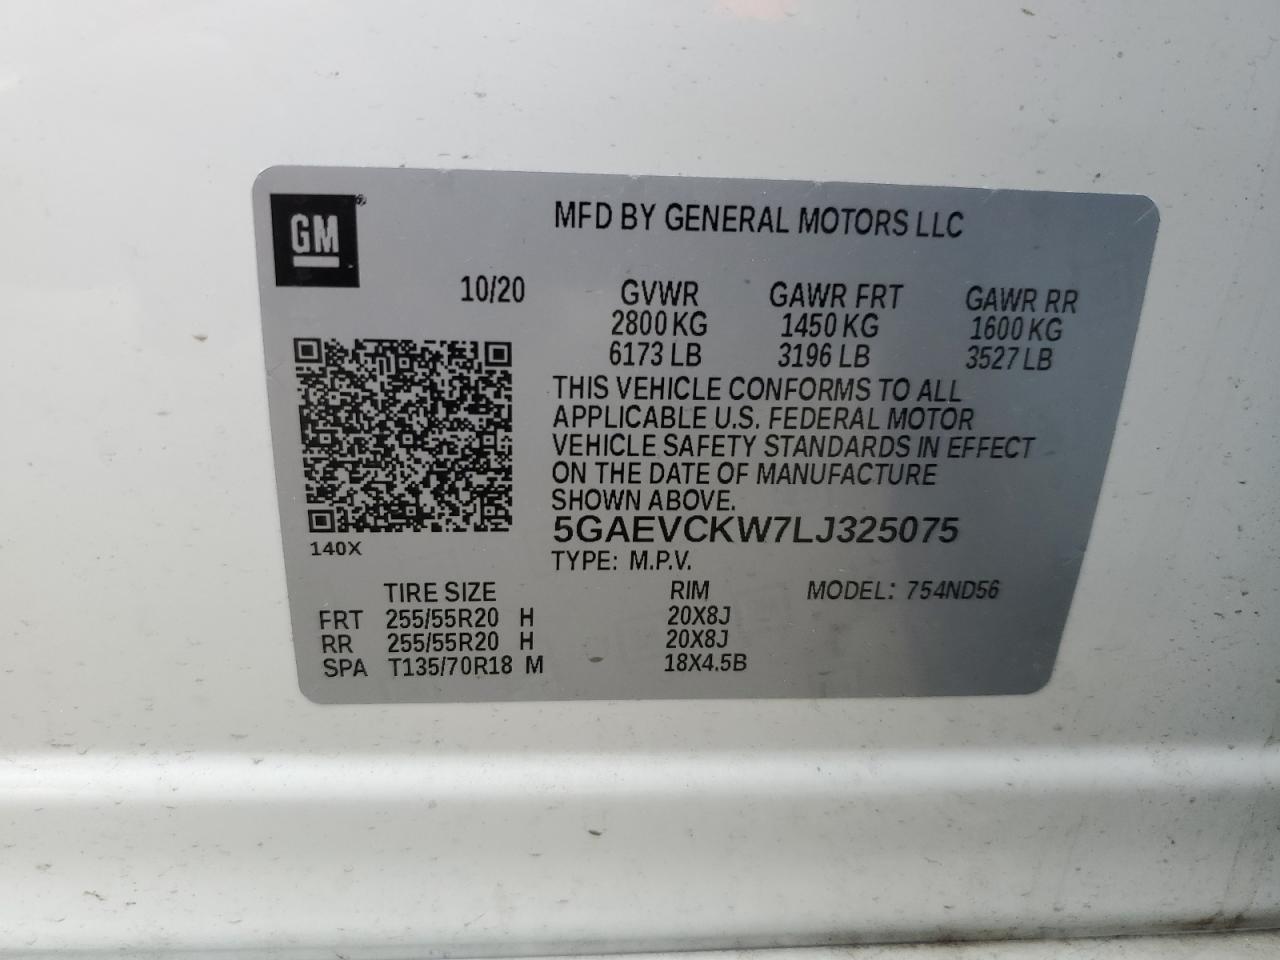 GM®
MFD BY GENERAL MOTORS LLC
10/20 GVWR GAWR FRT GAWR RR
2800 KG 1450 KG 1600 KG
6173 LB 3196 LB 3527 LB
THIS VEHICLE CONFORMS TO ALL
APPLICABLE U.S. FEDERAL MOTOR
VEHICLE SAFETY STANDARDS IN EFFECT
ON THE DATE OF MANUFACTURE
SHOWN ABOVE.
5GAEVCKW7LJ325075
140X
TYPE: M.P.V.
TIRE SIZE RIM MODEL: 754ND56
FRT 255/55R20 H 20X8J
RR 255/55R20 H 20X8J
SPA T135/70R18 M 18X4.5B